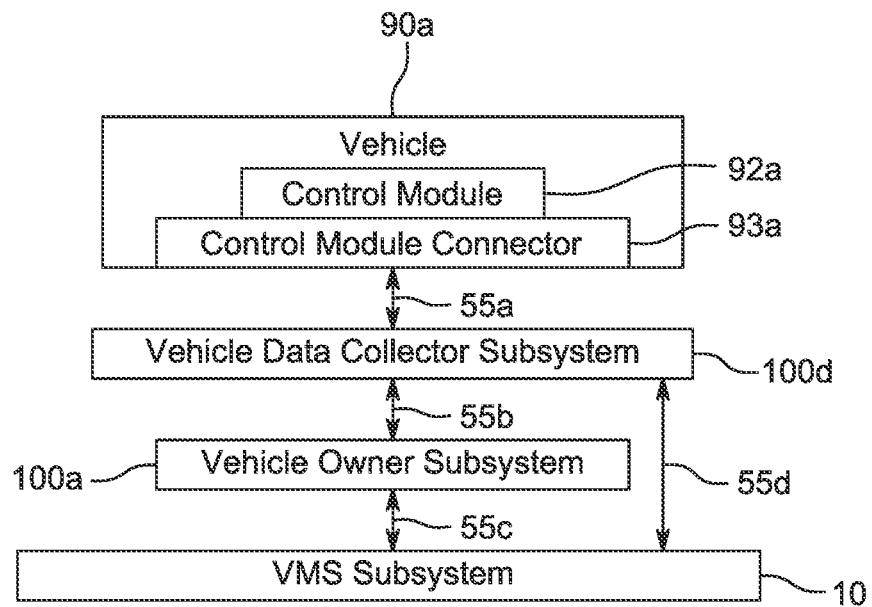 90a
Vehicle
Control Module
92a
Control Module Connector
93a
55a
Vehicle Data Collector Subsystem
100d
55b
Vehicle Owner Subsystem
100a
55d
55c
VMS Subsystem
10